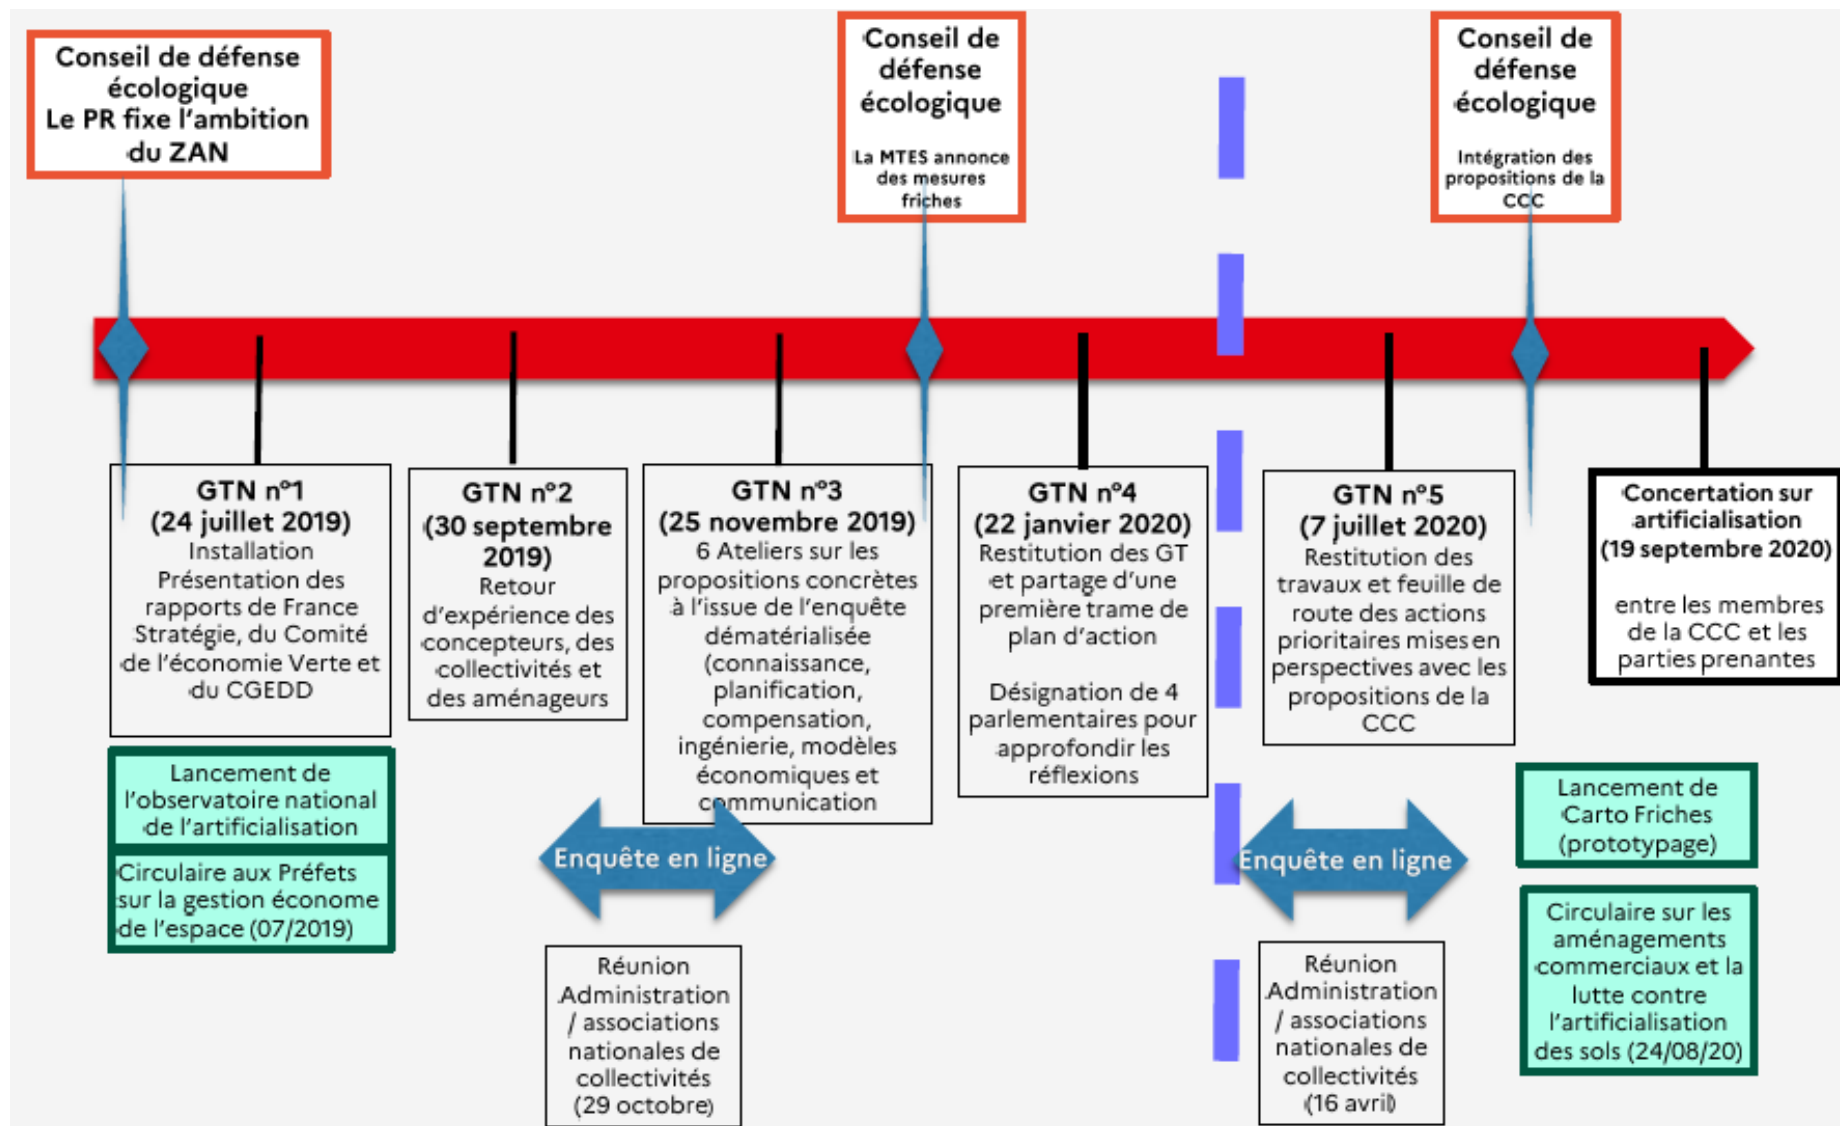 Conseil de défense
écologique
Le PR fixe l'ambition
du ZAN
Conseil de
défense
écologique
La MTES annonce
des mesures
friches
Conseil de
défense
écologique
Intégration des
propositions de la
CCC
GTN n°1
(24 juillet 2019)
Installation
Présentation des
rapports de France
Stratégie, du Comité
de l'économie Verte et
du CGEDD
GTN n°2
(30 septembre
2019)
Retour
d'expérience des
concepteurs, des
collectivités et
des aménageurs
GTN n°3
(25 novembre 2019)
6 Ateliers sur les
propositions concrètes
à l'issue de l'enquête
dématérialisée
(connaissance,
planification,
compensation,
ingénierie, modèles
économiques et
communication
GTN n°4
(22 janvier 2020)
Restitution des GT
et partage d'une
première trame de
plan d'action
Désignation de 4
parlementaires pour
approfondir les
réflexions
GTN n°5
(7 juillet 2020)
Restitution des
travaux et feuille de
route des actions
prioritaires mises en
perspectives avec les
propositions de la
CCC
Concertation sur
artificialisation
(19 septembre 2020)
entre les membres
de la CCC et les
parties prenantes
Lancement de
l'observatoire national
de l'artificialisation
Circulaire aux Préfets
sur la gestion économe
de l'espace (07/2019)
Enquête en ligne
Réunion
Administration
/ associations
nationales de
collectivités
(29 octobre)
Enquête en ligne
Réunion
Administration
/ associations
nationales de
collectivités
(16 avril)
Lancement de
Carto Friches
(prototypage)
Circulaire sur les
aménagements
commerciaux et la
lutte contre
l'artificialisation
des sols (24/08/20)